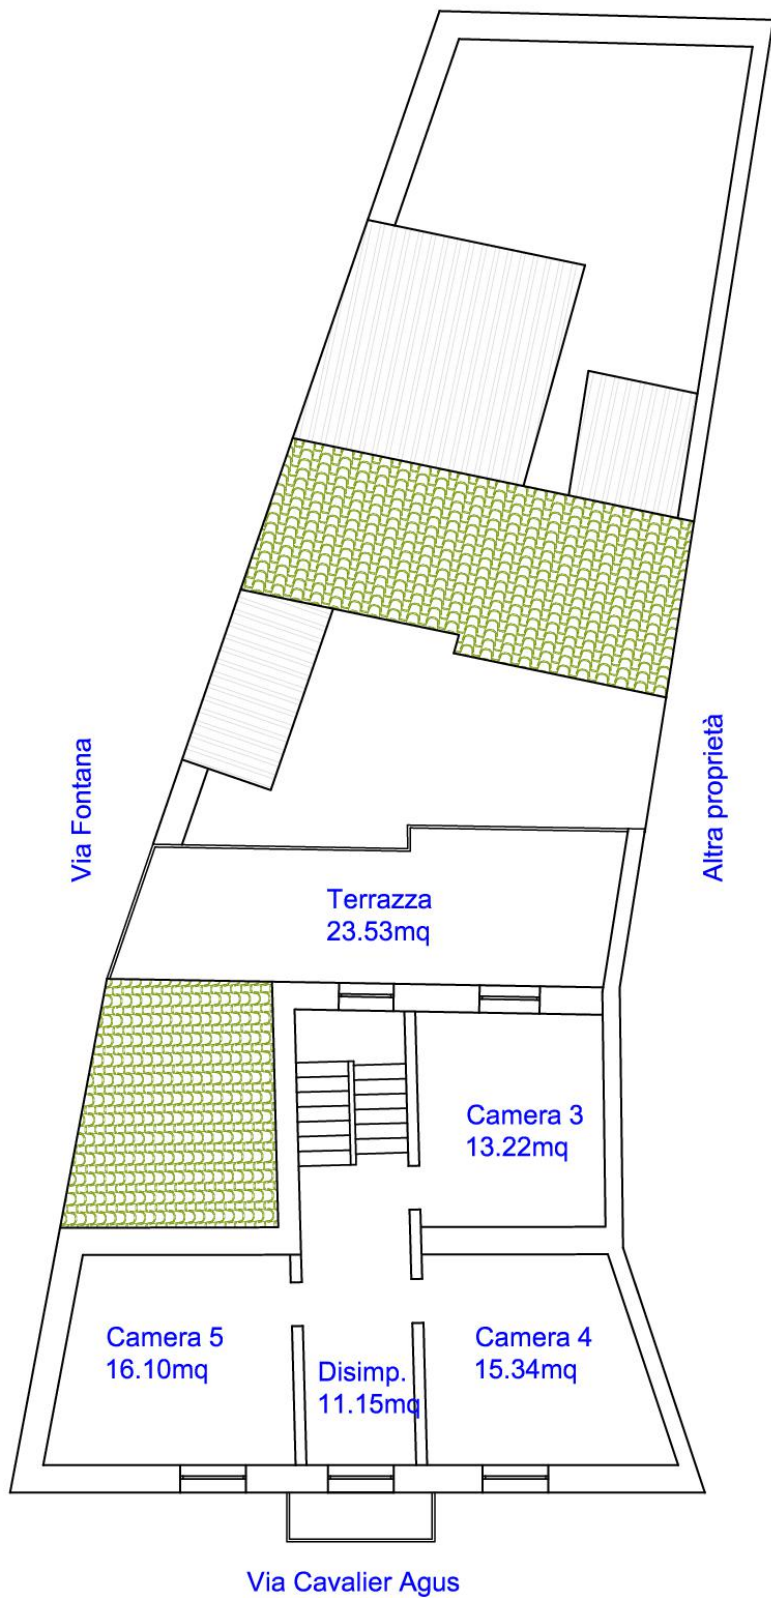 Via Fontana
Altra proprietà
Terrazza
23.53mq
Camera 3
13.22mq
Camera 5
16.10mq
Disimp.
11.15mq
Camera 4
15.34mq
Via Cavalier Agus